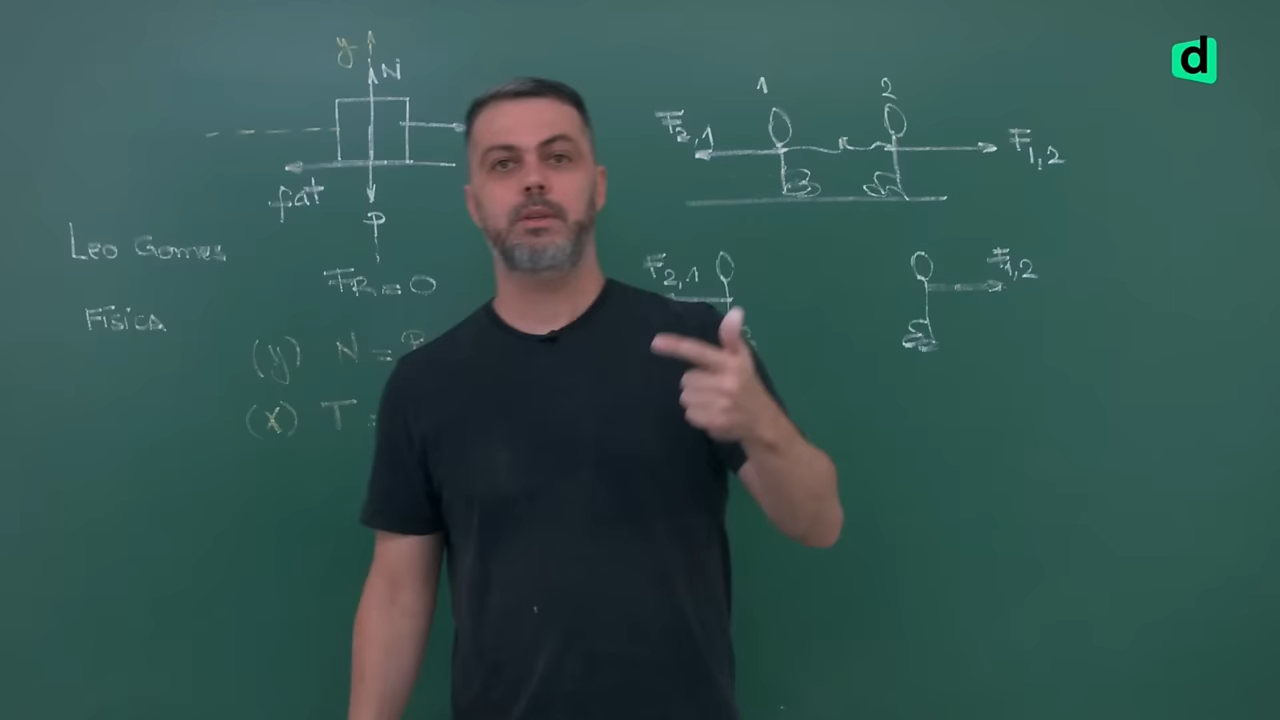 y
N
fat
P
FR = 0
(y) N = P
(x) T =
Leo Gomes
Física
1 2
F2,1 F1,2
F2,1 F1,2
d